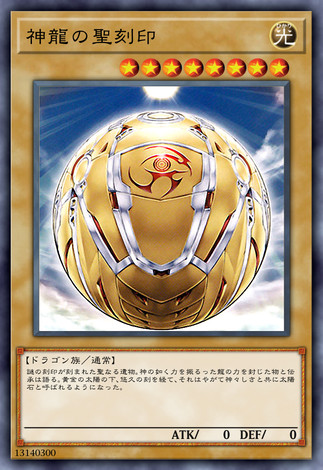 神龍の聖刻印
光
【ドラゴン族／通常】
謎の刻印が刻まれた聖なる遺物。神の如く力を振るった龍の力を封じた物と伝
承は語る。黄金の太陽の下、悠久の刻を経て、それはやがて神々しさと共に太陽
石と呼ばれるようになった。
ATK/ 0 DEF/ 0
13140300